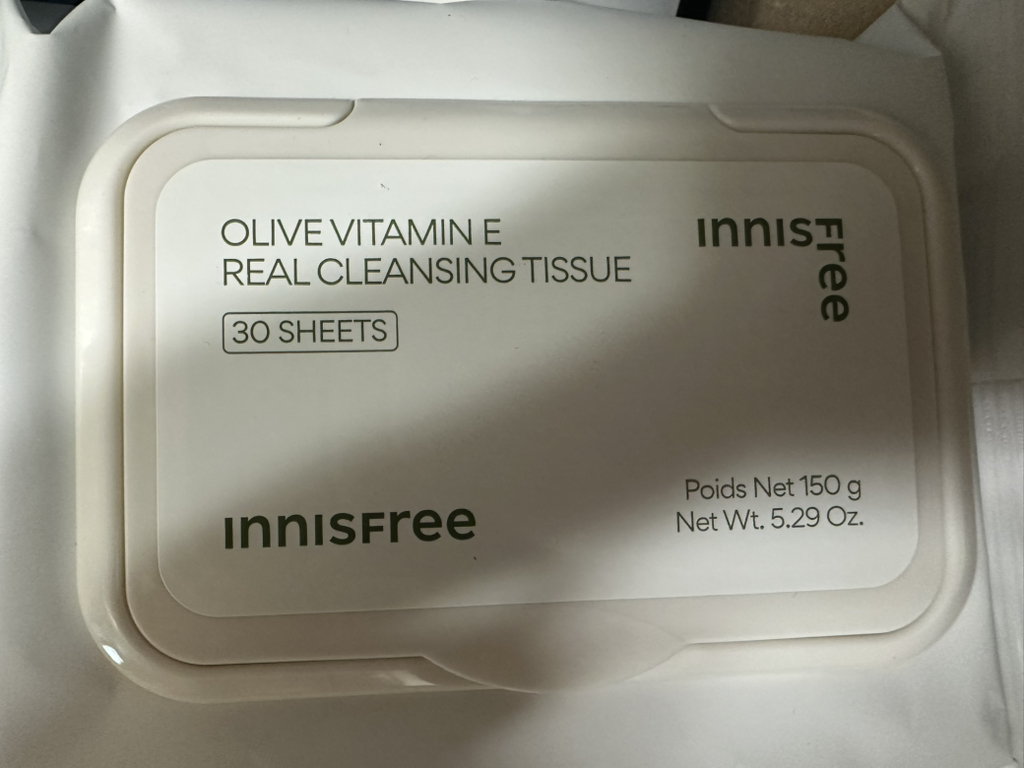 OLIVE VITAMIN E
REAL CLEANSING TISSUE
30 SHEETS
innisfree
innisfree
Poids Net 150 g
Net Wt. 5.29 Oz.